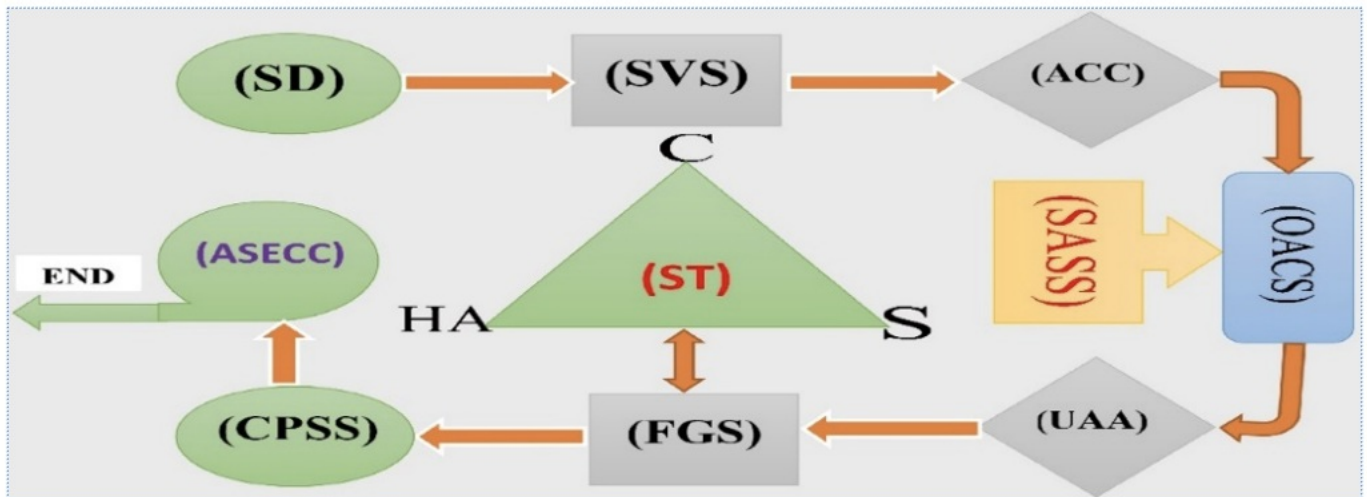 (SD)
(SVS)
(ACC)
C
(SASS)
(OACS)
(ASECC)
END
(ST)
HA
S
(CPSS)
(FGS)
(UAA)